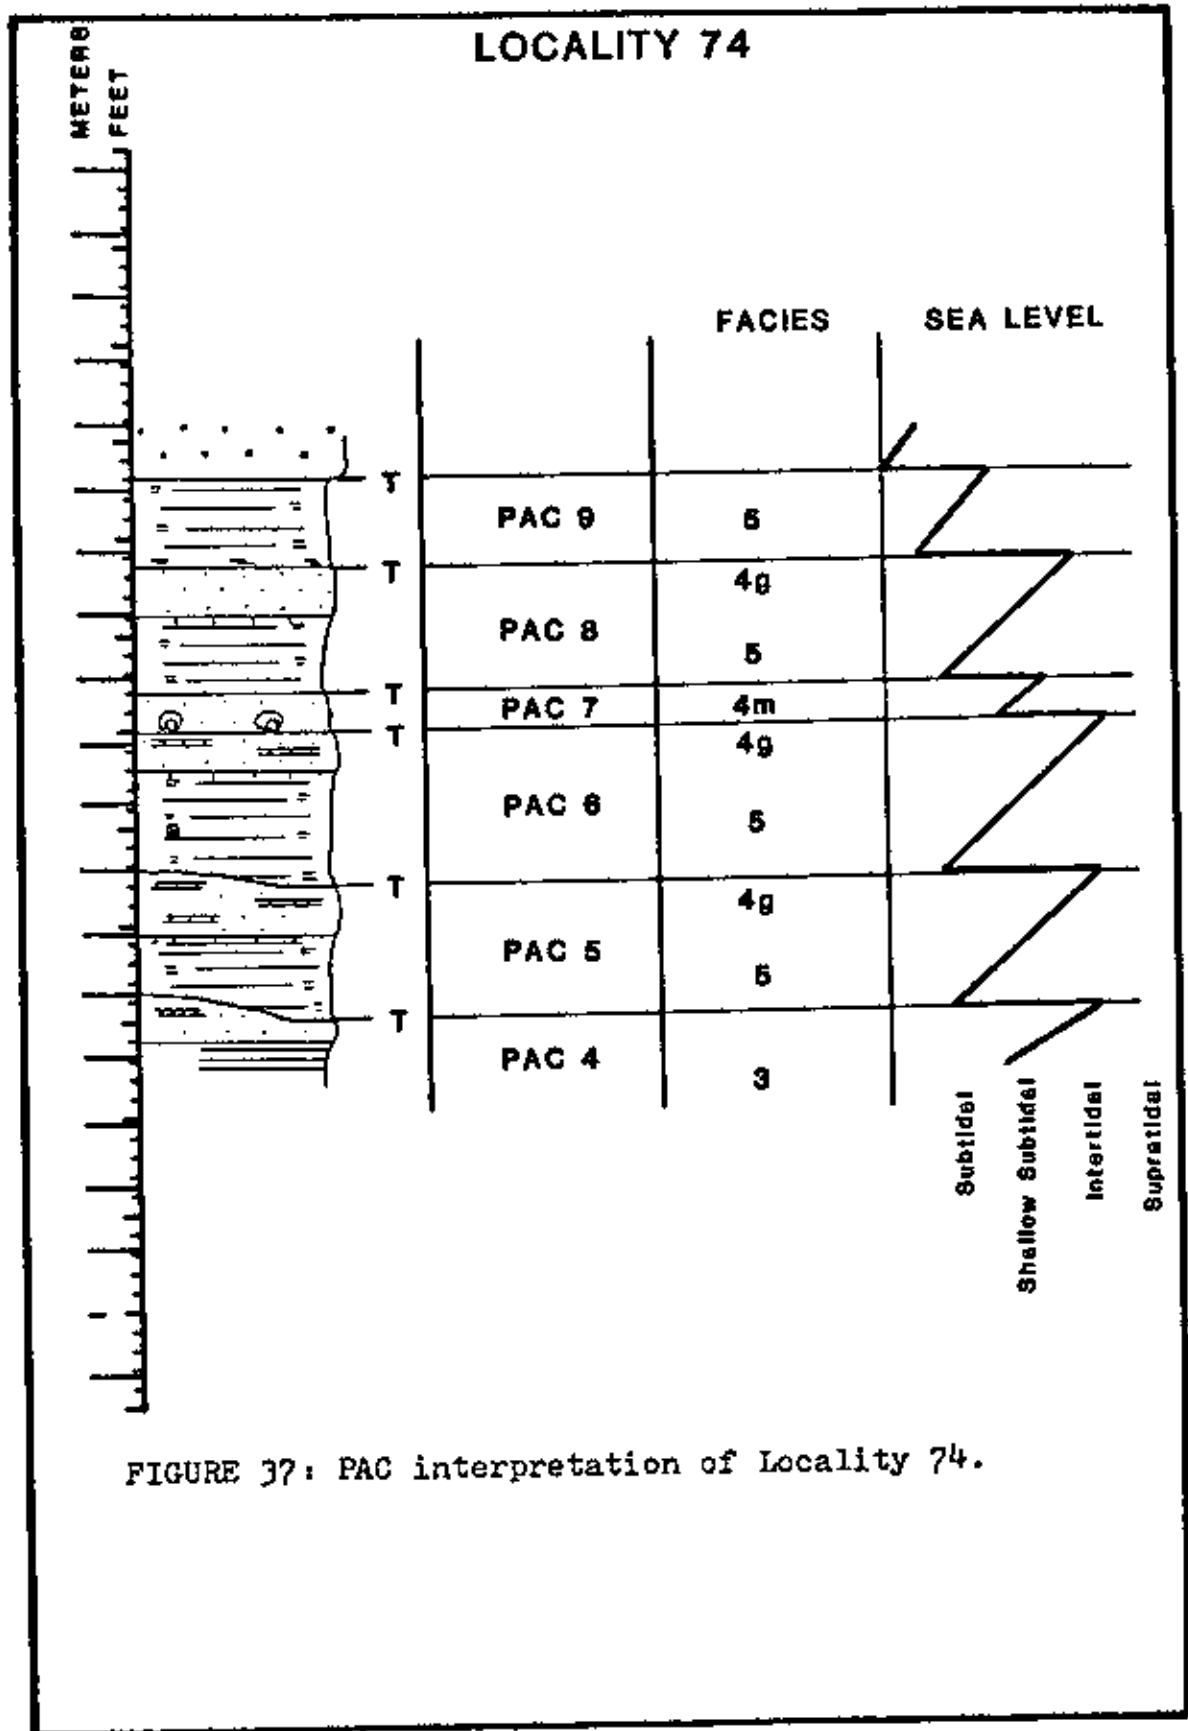 LOCALITY 74
METERS
FEET
FACIES
SEA LEVEL
T
PAC 9
5
T
4g
PAC 8
5
T
PAC 7
4m
T
4g
PAC 6
5
T
4g
PAC 5
5
T
PAC 4
3
Subtidal
Shallow Subtidal
Intertidal
Supratidal
FIGURE 37: PAC interpretation of Locality 74.